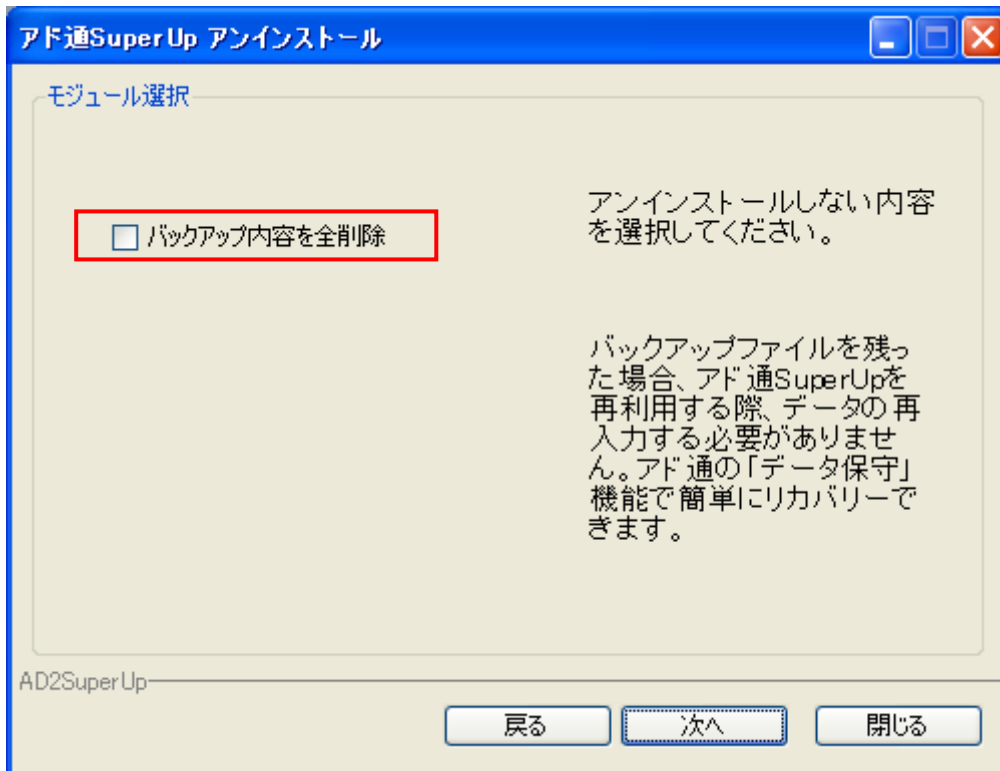 アド通SuperUp アンインストール
モジュール選択
バックアップ内容を全削除
アンインストールしない内容
を選択してください。
バックアップファイルを残っ
た場合、アド通SuperUpを
再利用する際、データの再
入力する必要がありませ
ん。アド通の「データ保守」
機能で簡単にリカバリーで
きます。
AD2SuperUp
戻る
次へ
閉じる